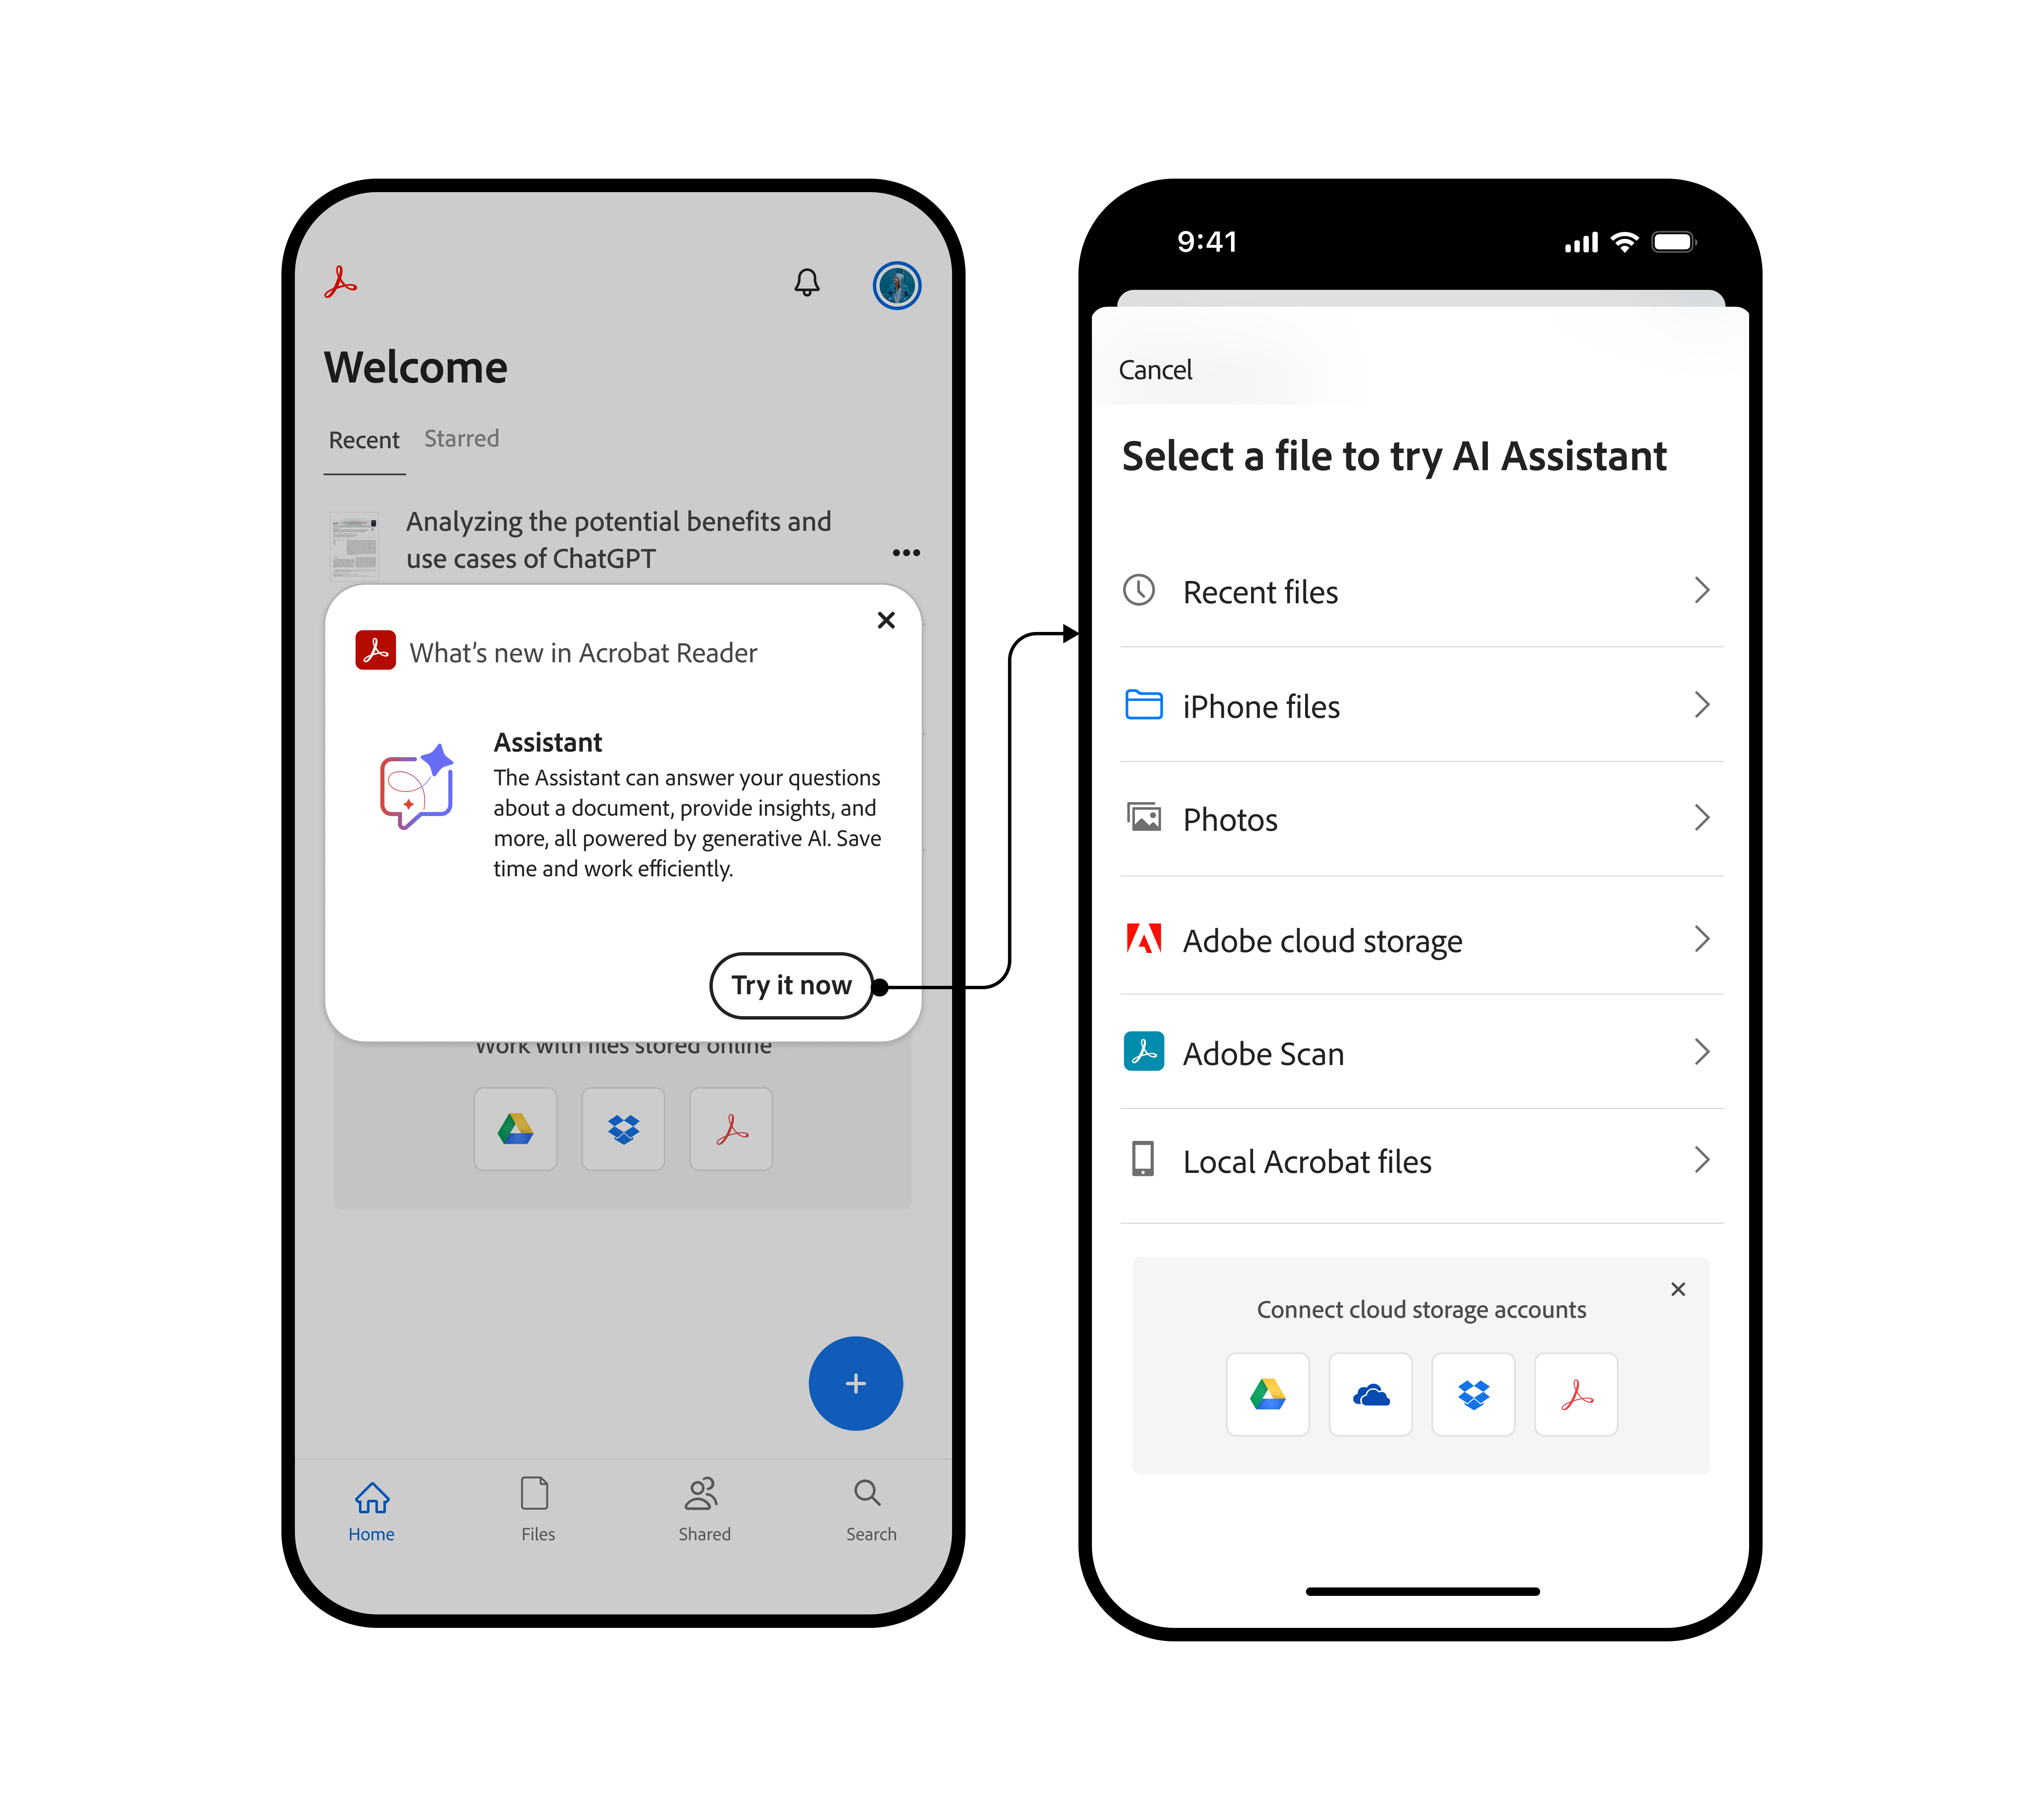 Welcome
Recent
Starred
Analyzing the potential benefits and
use cases of ChatGPT
What's new in Acrobat Reader
Assistant
The Assistant can answer your questions
about a document, provide insights, and
more, all powered by generative AI. Save
time and work efficiently.
Try it now
Work with files stored online
Home
Files
Shared
Search
9:41
Cancel
Select a file to try AI Assistant
Recent files
iPhone files
Photos
Adobe cloud storage
Adobe Scan
Local Acrobat files
Connect cloud storage accounts